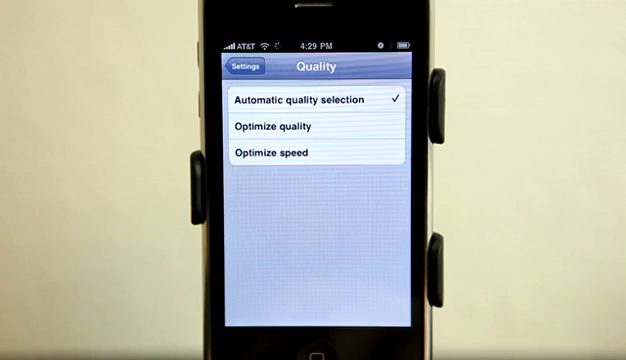 AT&T 4:29 PM
Settings Quality
Automatic quality selection ✓
Optimize quality
Optimize speed